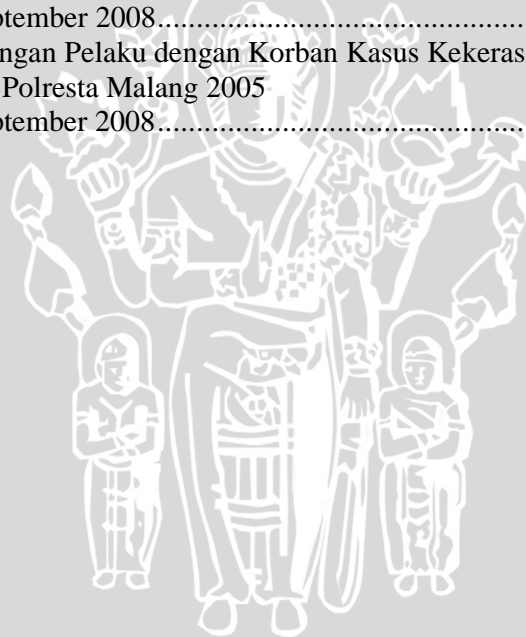 ptember 2008.............................................
ngan Pelaku dengan Korban Kasus Kekeras
Polresta Malang 2005
ptember 2008.............................................